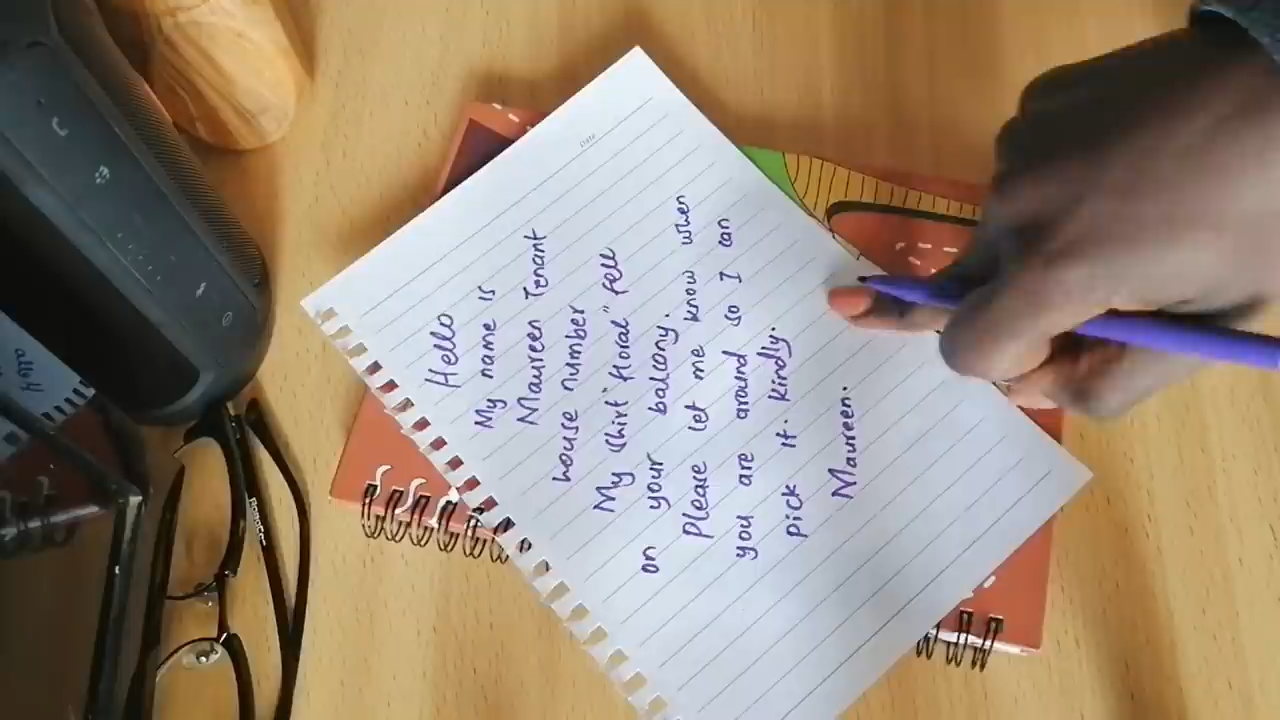 Date
Hello
My name is
Maureen Tenant
house number
My shirt "floral" fell
on your balcony.
Please let me know when
you are around so I can
pick it. Kindly.
Maureen.